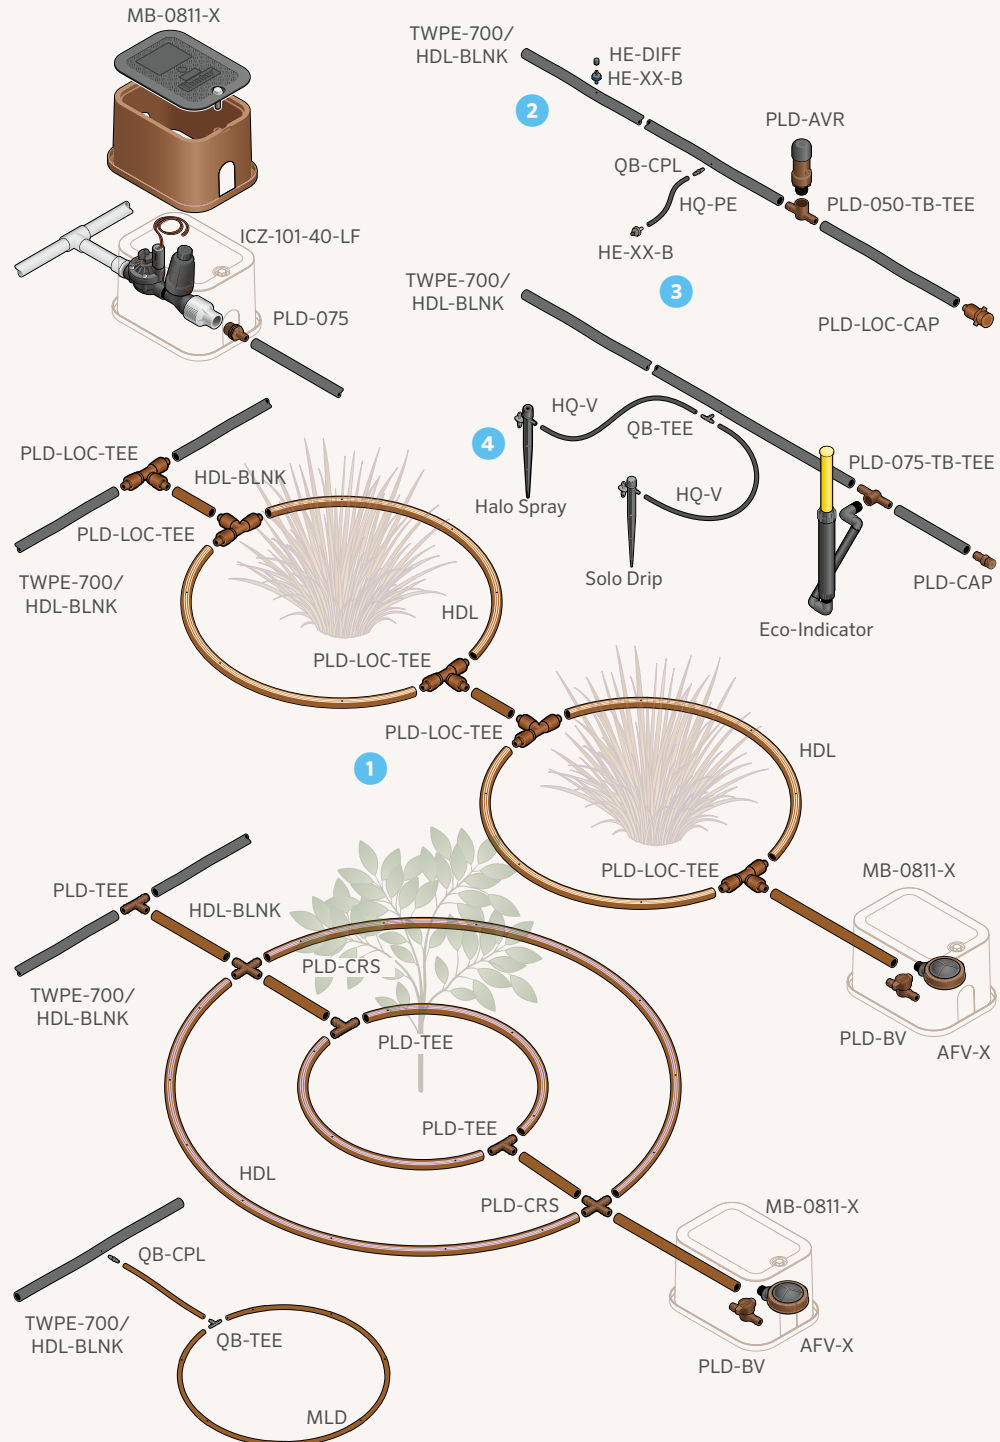 MB-0811-X
TWPE-700/
HDL-BLNK
HE-DIFF
HE-XX-B
2
PLD-AVR
QB-CPL
HQ-PE
PLD-050-TB-TEE
HE-XX-B
ICZ-101-40-LF
3
TWPE-700/
HDL-BLNK
PLD-075
PLD-LOC-CAP
HQ-V
QB-TEE
4
PLD-LOC-TEE
HDL-BLNK
PLD-075-TB-TEE
HQ-V
Halo Spray
PLD-LOC-TEE
Solo Drip
TWPE-700/
HDL-BLNK
PLD-CAP
HDL
Eco-Indicator
PLD-LOC-TEE
PLD-LOC-TEE
HDL
1
PLD-LOC-TEE
MB-0811-X
PLD-TEE
HDL-BLNK
PLD-CRS
TWPE-700/
HDL-BLNK
PLD-TEE
PLD-BV
AFV-X
PLD-TEE
HDL
PLD-CRS
MB-0811-X
QB-CPL
TWPE-700/
HDL-BLNK
QB-TEE
AFV-X
PLD-BV
MLD